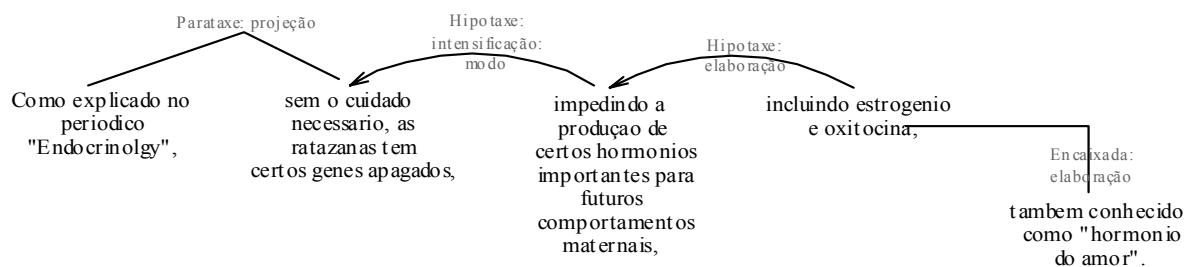 Parataxe: projeção
Hipotaxe:
intensificação:
modo
Hipotaxe:
elaboração
Como explicado no
periodico
"Endocrinolgy",
sem o cuidado
necessario, as
ratazanas tem
certos genes apagados,
impedindo a
produçao de
certos hormonios
importantes para
futuros
comportamentos
maternais,
incluindo estrogenio
e oxitocina,
Encaixada:
elaboração
tambem conhecido
como "hormonio
do amor".